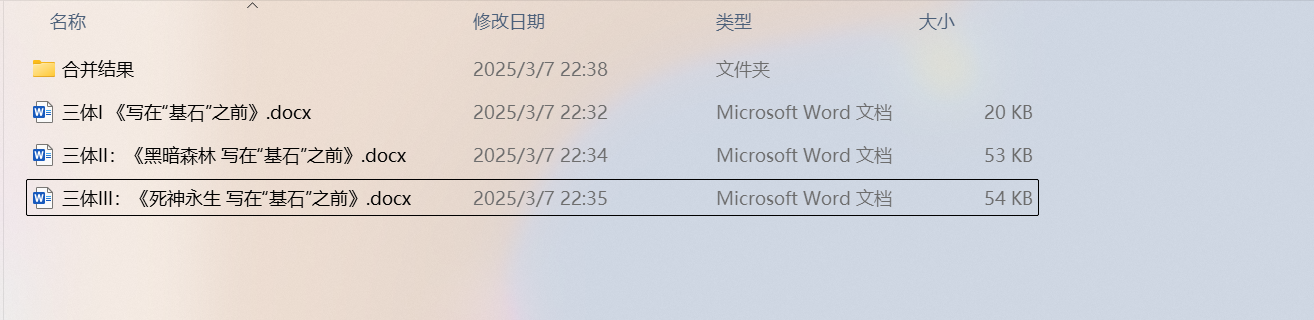 名称 修改日期 类型 大小
合并结果 2025/3/7 22:38 文件夹
三体I 《写在“基石”之前》.docx 2025/3/7 22:32 Microsoft Word 文档 20 KB
三体II：《黑暗森林 写在“基石”之前》.docx 2025/3/7 22:34 Microsoft Word 文档 53 KB
三体III：《死神永生 写在“基石”之前》.docx 2025/3/7 22:35 Microsoft Word 文档 54 KB